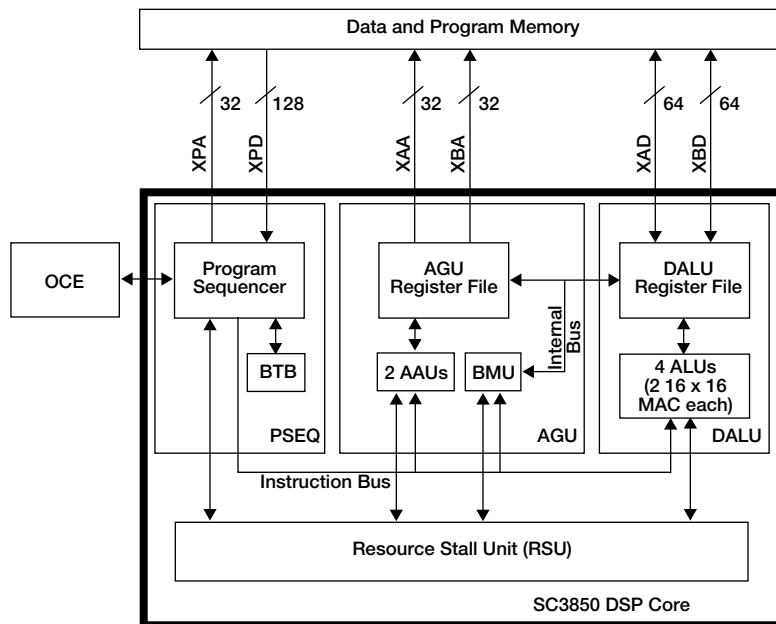 Data and Program Memory
32
128
32
32
64
64
XPA
XPD
XAA
XBA
XAD
XBD
OCE
Program
Sequencer
AGU
Register File
DALU
Register File
Internal
Bus
BTB
2 AAUs
BMU
4 ALUs
(2 16 x 16
MAC each)
PSEQ
AGU
DALU
Instruction Bus
Resource Stall Unit (RSU)
SC3850 DSP Core